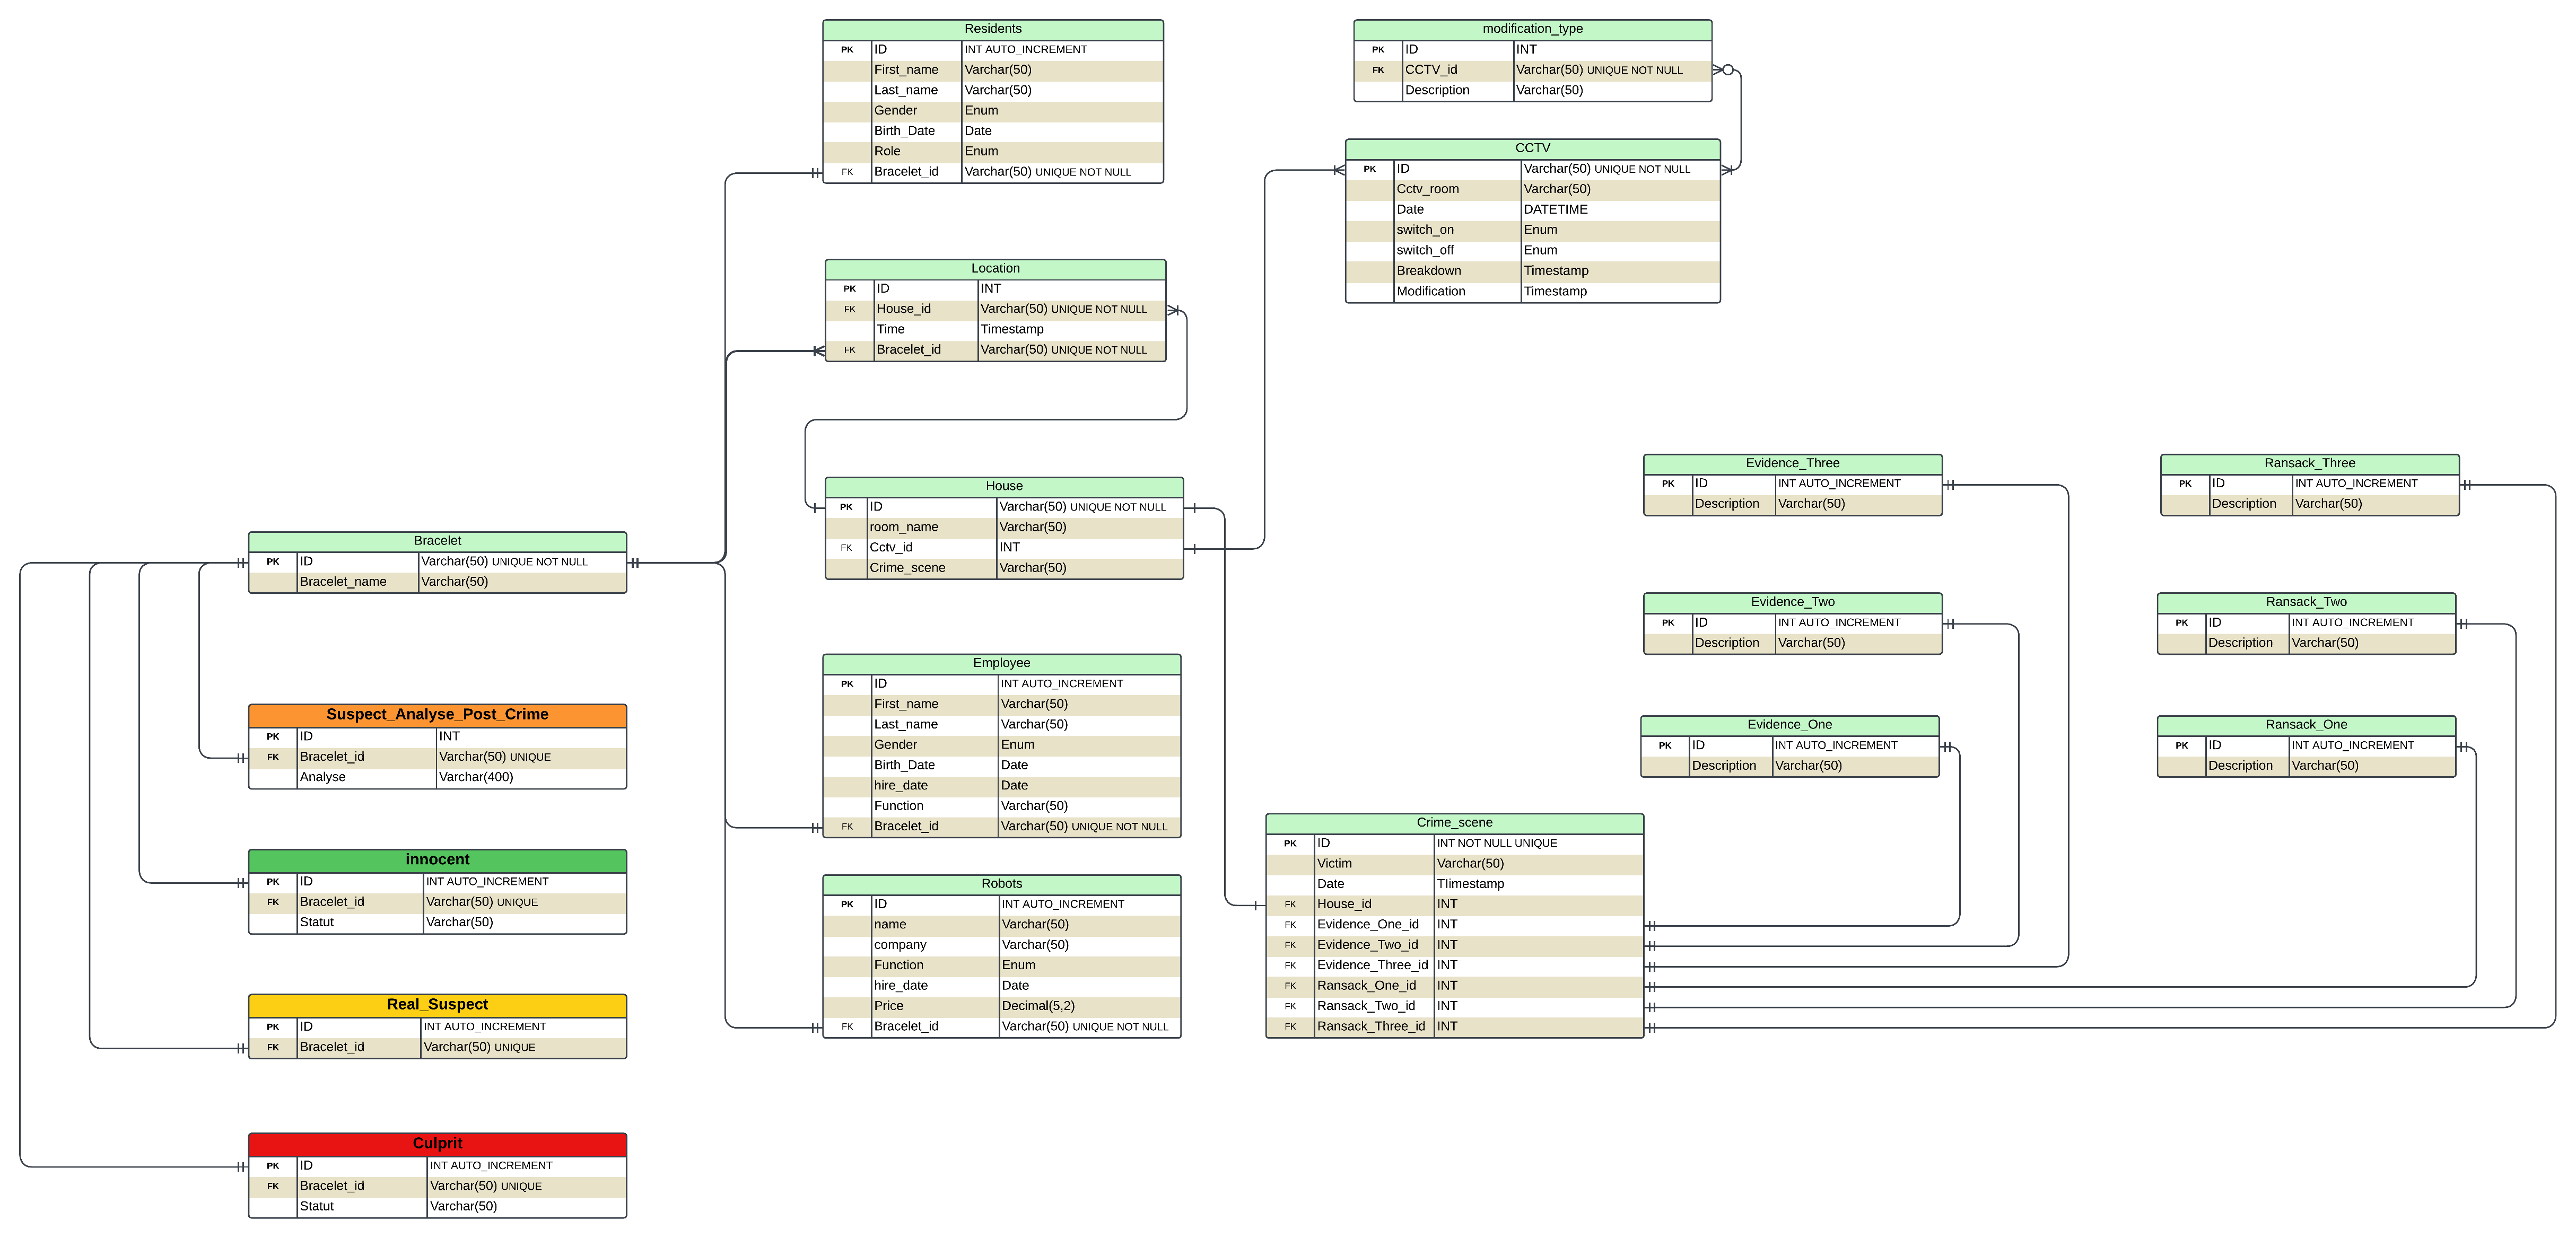 Residents
PK ID INT AUTO_INCREMENT
First_name Varchar(50)
Last_name Varchar(50)
Gender Enum
Birth_Date Date
Role Enum
FK Bracelet_id Varchar(50) UNIQUE NOT NULL
modification_type
PK ID INT
FK CCTV_id Varchar(50) UNIQUE NOT NULL
Description Varchar(50)
CCTV
PK ID Varchar(50) UNIQUE NOT NULL
Cctv_room Varchar(50)
Date DATETIME
switch_on Enum
switch_off Enum
Breakdown Timestamp
Modification Timestamp
Location
PK ID INT
FK House_id Varchar(50) UNIQUE NOT NULL
Time Timestamp
FK Bracelet_id Varchar(50) UNIQUE NOT NULL
House
PK ID Varchar(50) UNIQUE NOT NULL
room_name Varchar(50)
FK Cctv_id INT
Crime_scene Varchar(50)
Evidence_Three
PK ID INT AUTO_INCREMENT
Description Varchar(50)
Ransack_Three
PK ID INT AUTO_INCREMENT
Description Varchar(50)
Bracelet
PK ID Varchar(50) UNIQUE NOT NULL
Bracelet_name Varchar(50)
Evidence_Two
PK ID INT AUTO_INCREMENT
Description Varchar(50)
Ransack_Two
PK ID INT AUTO_INCREMENT
Description Varchar(50)
Employee
PK ID INT AUTO_INCREMENT
First_name Varchar(50)
Last_name Varchar(50)
Gender Enum
Birth_Date Date
hire_date Date
Function Varchar(50)
FK Bracelet_id Varchar(50) UNIQUE NOT NULL
Suspect_Analyse_Post_Crime
PK ID INT
FK Bracelet_id Varchar(50) UNIQUE
Analyse Varchar(400)
Evidence_One
PK ID INT AUTO_INCREMENT
Description Varchar(50)
Ransack_One
PK ID INT AUTO_INCREMENT
Description Varchar(50)
Crime_scene
PK ID INT NOT NULL UNIQUE
Victim Varchar(50)
Date TIimestamp
FK House_id INT
FK Evidence_One_id INT
FK Evidence_Two_id INT
FK Evidence_Three_id INT
FK Ransack_One_id INT
FK Ransack_Two_id INT
FK Ransack_Three_id INT
innocent
PK ID INT AUTO_INCREMENT
FK Bracelet_id Varchar(50) UNIQUE
Statut Varchar(50)
Robots
PK ID INT AUTO_INCREMENT
name Varchar(50)
company Varchar(50)
Function Enum
hire_date Date
Price Decimal(5,2)
FK Bracelet_id Varchar(50) UNIQUE NOT NULL
Real_Suspect
PK ID INT AUTO_INCREMENT
FK Bracelet_id Varchar(50) UNIQUE
Culprit
PK ID INT AUTO_INCREMENT
FK Bracelet_id Varchar(50) UNIQUE
Statut Varchar(50)